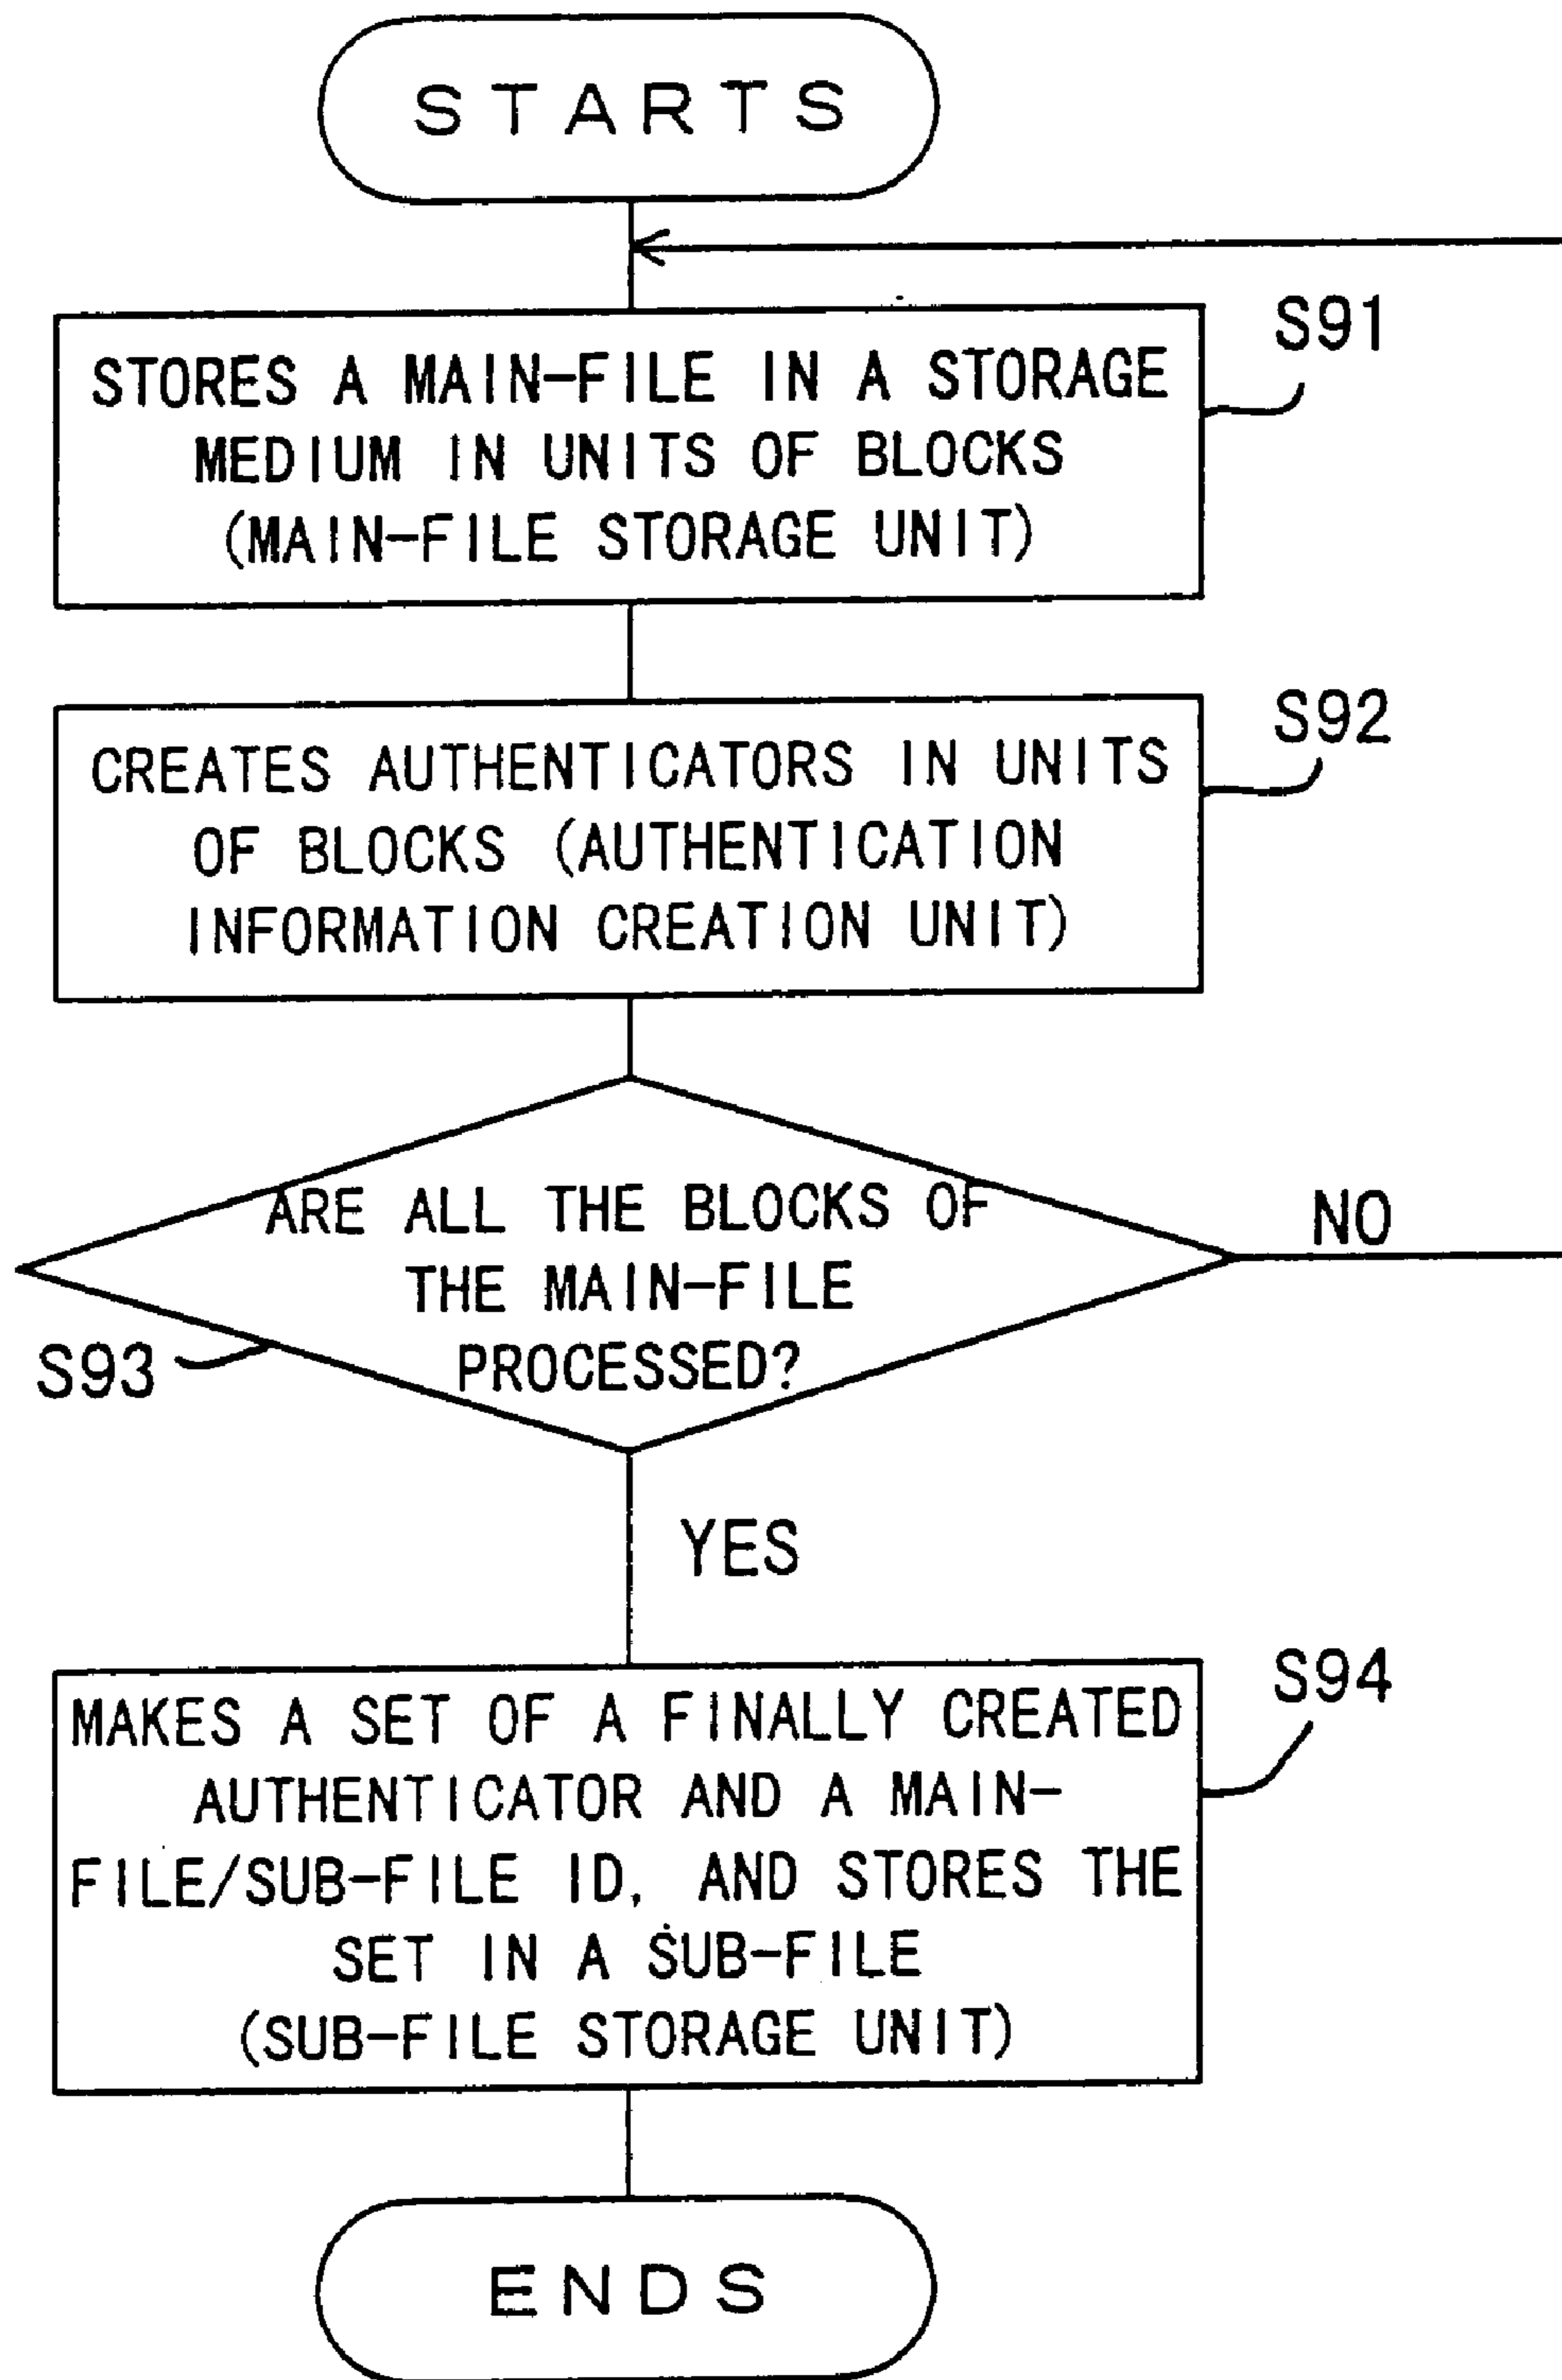 STARTS
S91
STORES A MAIN-FILE IN A STORAGE
MEDIUM IN UNITS OF BLOCKS
(MAIN-FILE STORAGE UNIT)
S92
CREATES AUTHENTICATORS IN UNITS
OF BLOCKS (AUTHENTICATION
INFORMATION CREATION UNIT)
ARE ALL THE BLOCKS OF
THE MAIN-FILE
PROCESSED?
NO
S93
YES
S94
MAKES A SET OF A FINALLY CREATED
AUTHENTICATOR AND A MAIN-
FILE/SUB-FILE ID, AND STORES THE
SET IN A SUB-FILE
(SUB-FILE STORAGE UNIT)
ENDS